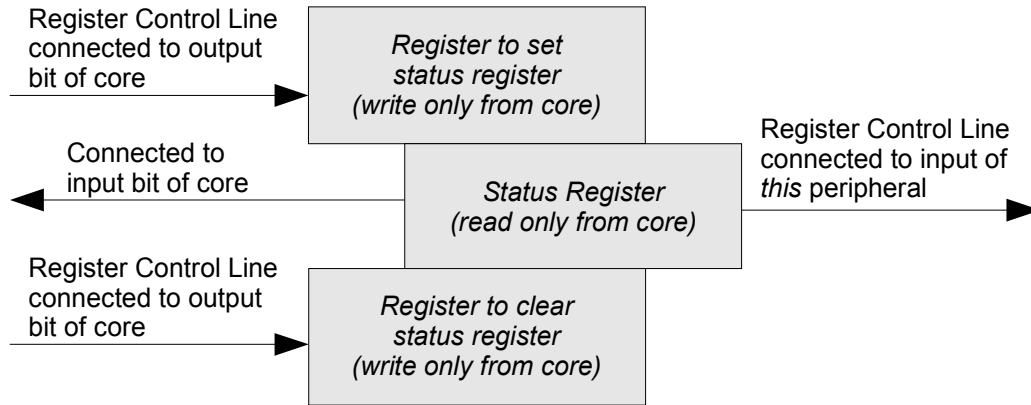 Register Control Line
connected to output
bit of core
Register to set
status register
(write only from core)
Connected to
input bit of core
Status Register
(read only from core)
Register Control Line
connected to input of
this peripheral
Register Control Line
connected to output
bit of core
Register to clear
status register
(write only from core)